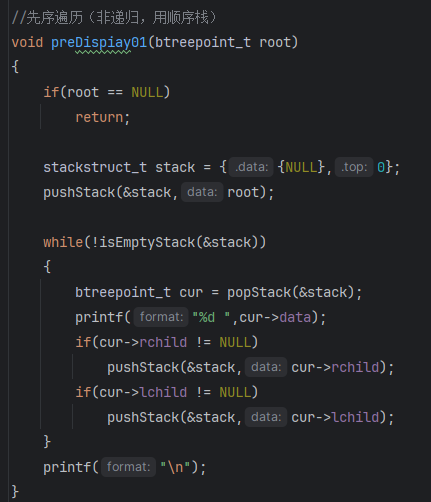 //先序遍历（非递归，用顺序栈）
void preDispiay01(btreepoint_t root)
{
    if(root == NULL)
        return;

    stackstruct_t stack = { .data: {NULL}, .top: 0};
    pushStack(&stack, data: root);

    while(!isEmptyStack(&stack))
    {
        btreepoint_t cur = popStack(&stack);
        printf( format: "%d ",cur->data);
        if(cur->rchild != NULL)
            pushStack(&stack, data: cur->rchild);
        if(cur->lchild != NULL)
            pushStack(&stack, data: cur->lchild);
    }
    printf( format: "\n");
}